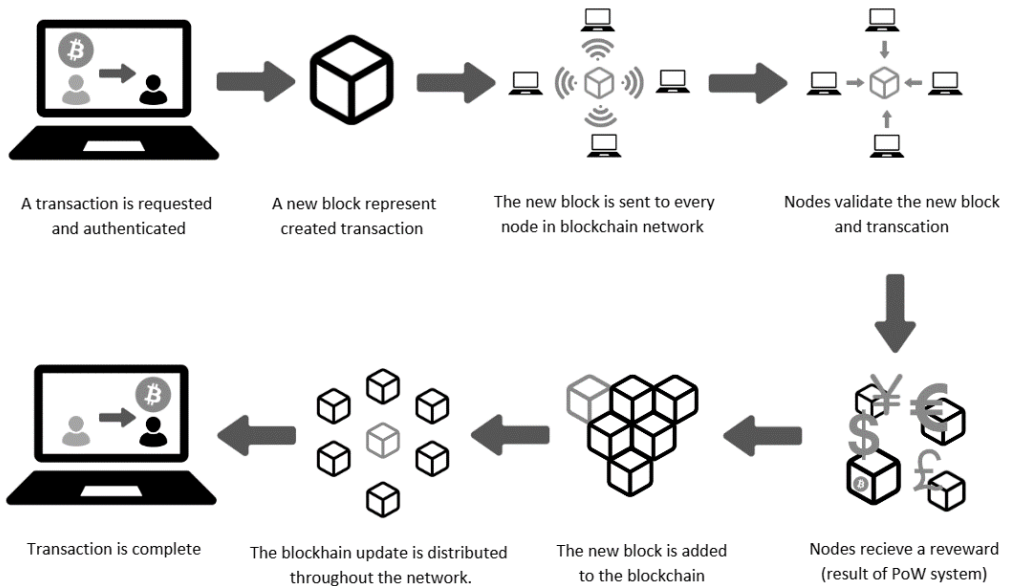 A transaction is requested
and authenticated
A new block represent
created transaction
The new block is sent to every
node in blockchain network
Nodes validate the new block
and transcation
Transaction is complete
The blockhain update is distributed
throughout the network.
The new block is added
to the blockchain
Nodes recieve a reveward
(result of PoW system)